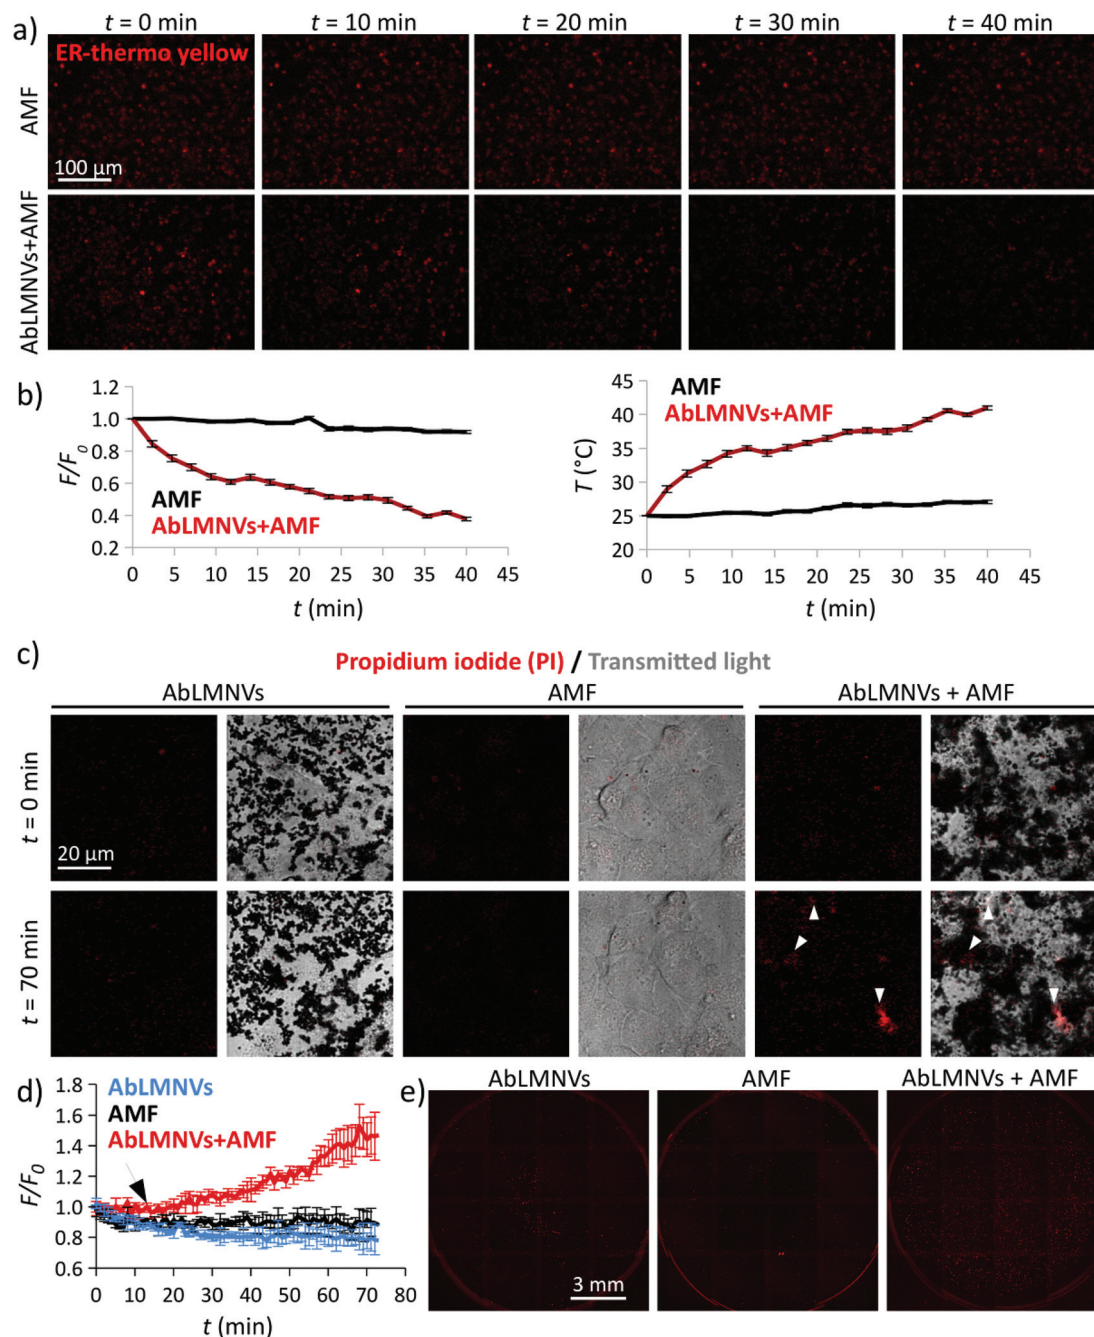 a)
t = 0 min t = 10 min t = 20 min t = 30 min t = 40 min
ER-thermo yellow
AMF
100 µm
AbLMNVs+AMF
b)
F/F0
1.2
1.0
0.8
0.6
0.4
0.2
AMF
AbLMNVs+AMF
0 5 10 15 20 25 30 35 40 45
t (min)
T (°C)
45
40
35
30
25
20
AMF
AbLMNVs+AMF
0 5 10 15 20 25 30 35 40 45
t (min)
c)
Propidium iodide (PI) / Transmitted light
AbLMNVs AMF AbLMNVs + AMF
t = 0 min
20 µm
t = 70 min
d)
F/F0
1.8
1.6
1.4
1.2
1.0
0.8
0.6
AbLMNVs
AMF
AbLMNVs+AMF
0 10 20 30 40 50 60 70 80
t (min)
e)
AbLMNVs AMF AbLMNVs + AMF
3 mm